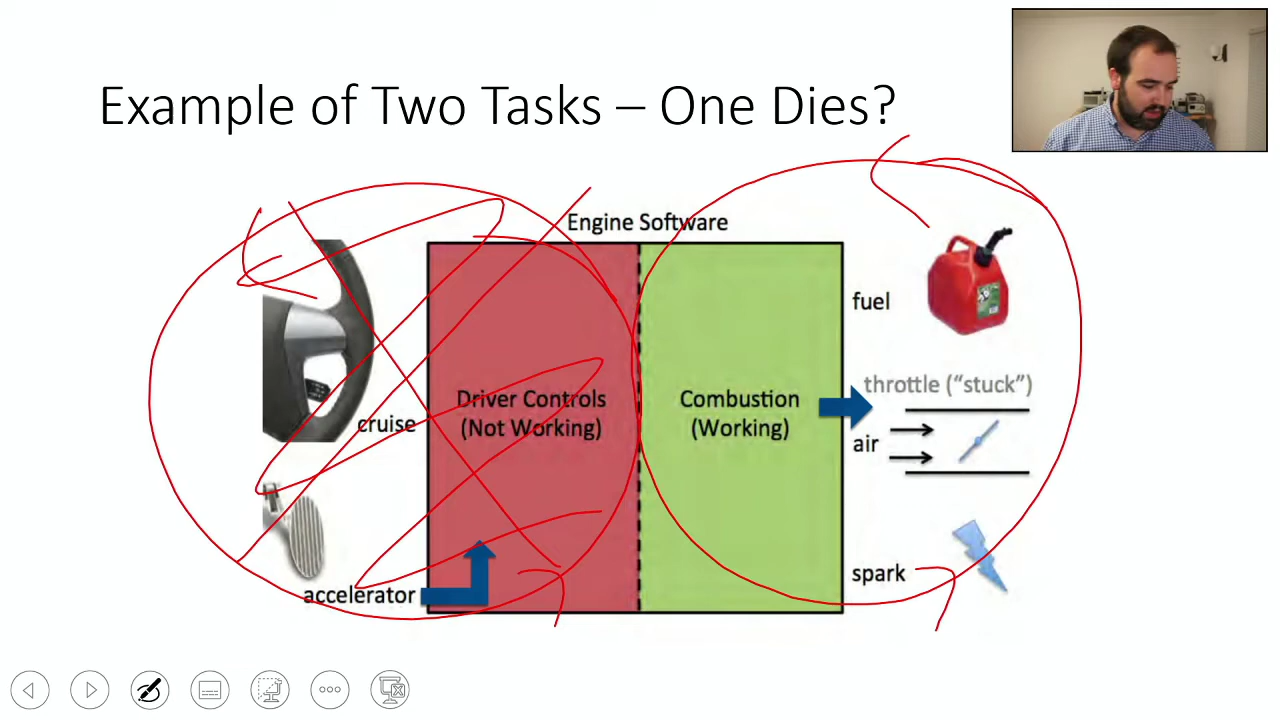 Example of Two Tasks – One Dies?
Engine Software
fuel
throttle (“stuck”)
Driver Controls
(Not Working)
Combustion
(Working)
cruise
air
spark
accelerator